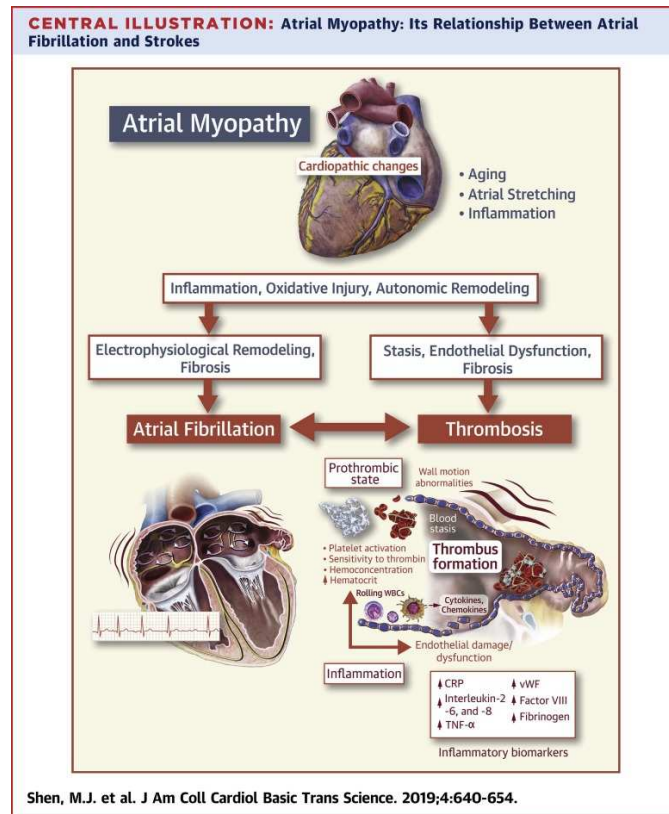 CENTRAL ILLUSTRATION: Atrial Myopathy: Its Relationship Between Atrial
Fibrillation and Strokes
Atrial Myopathy
Cardiopathic changes
• Aging
• Atrial Stretching
• Inflammation
Inflammation, Oxidative Injury, Autonomic Remodeling
Electrophysiological Remodeling,
Fibrosis
Stasis, Endothelial Dysfunction,
Fibrosis
Atrial Fibrillation
Thrombosis
Prothrombic
state
Wall motion
abnormalities
Blood
stasis
• Platelet activation
• Sensitivity to thrombin
• Hemoconcentration
Hematocrit
Thrombus
formation
Rolling WBCs
Cytokines,
Chemokines
Endothelial damage/
dysfunction
Inflammation
CRP
Interleukin-2
-6, and -8
TNF-α
vWF
Factor VIII
Fibrinogen
Inflammatory biomarkers
Shen, M.J. et al. J Am Coll Cardiol Basic Trans Science. 2019;4:640-654.